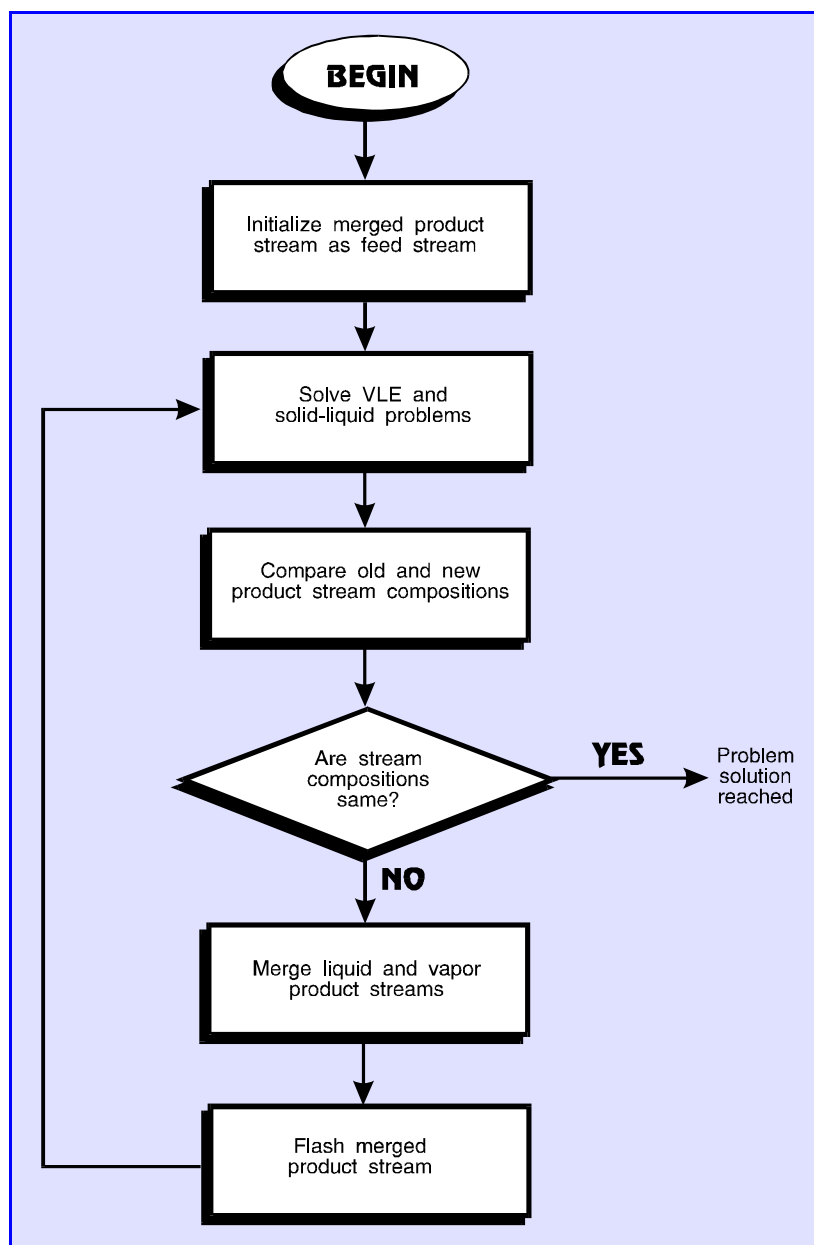 BEGIN
Initialize merged product
stream as feed stream
Solve VLE and
solid-liquid problems
Compare old and new
product stream compositions
Are stream
compositions
same?
YES
Problem
solution
reached
NO
Merge liquid and vapor
product streams
Flash merged
product stream